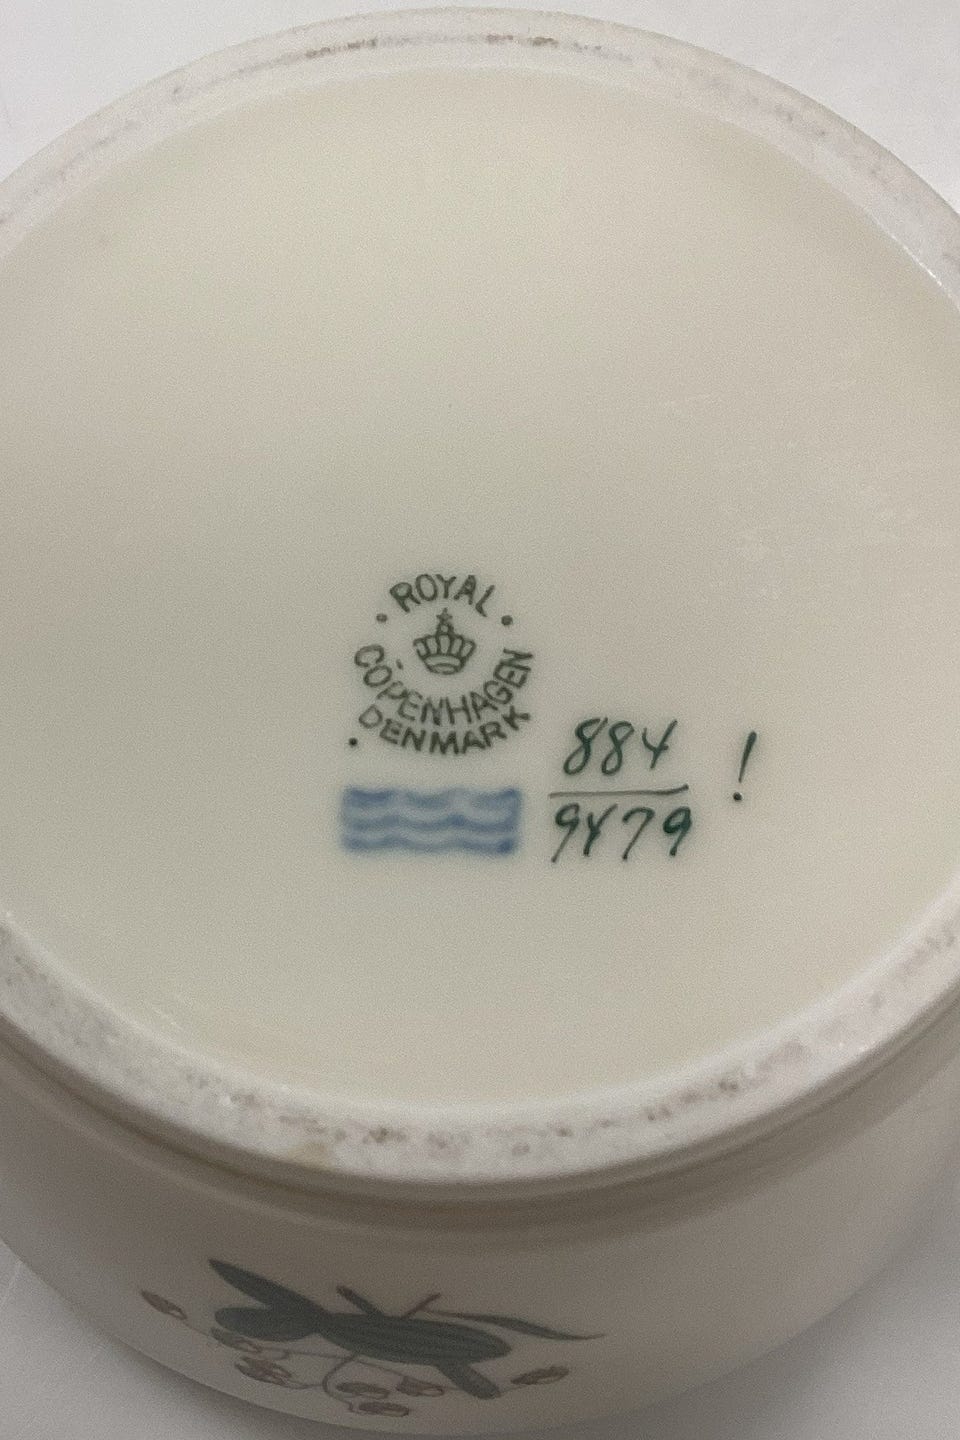 ROYAL
COPENHAGEN
DENMARK
884 !
9479